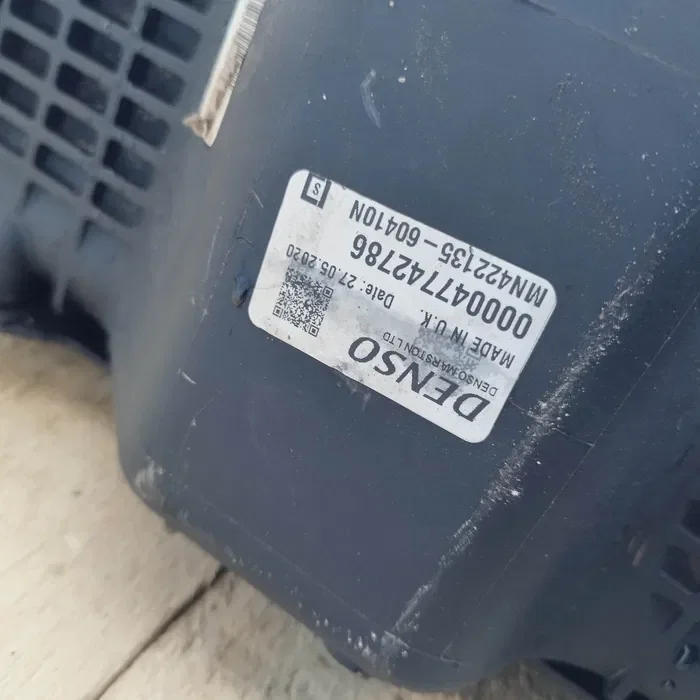 DENSO
DENSO MARSTON LTD
MADE IN U.K. Date: 27.05.2020
000047742786
MN422135-60410N
S